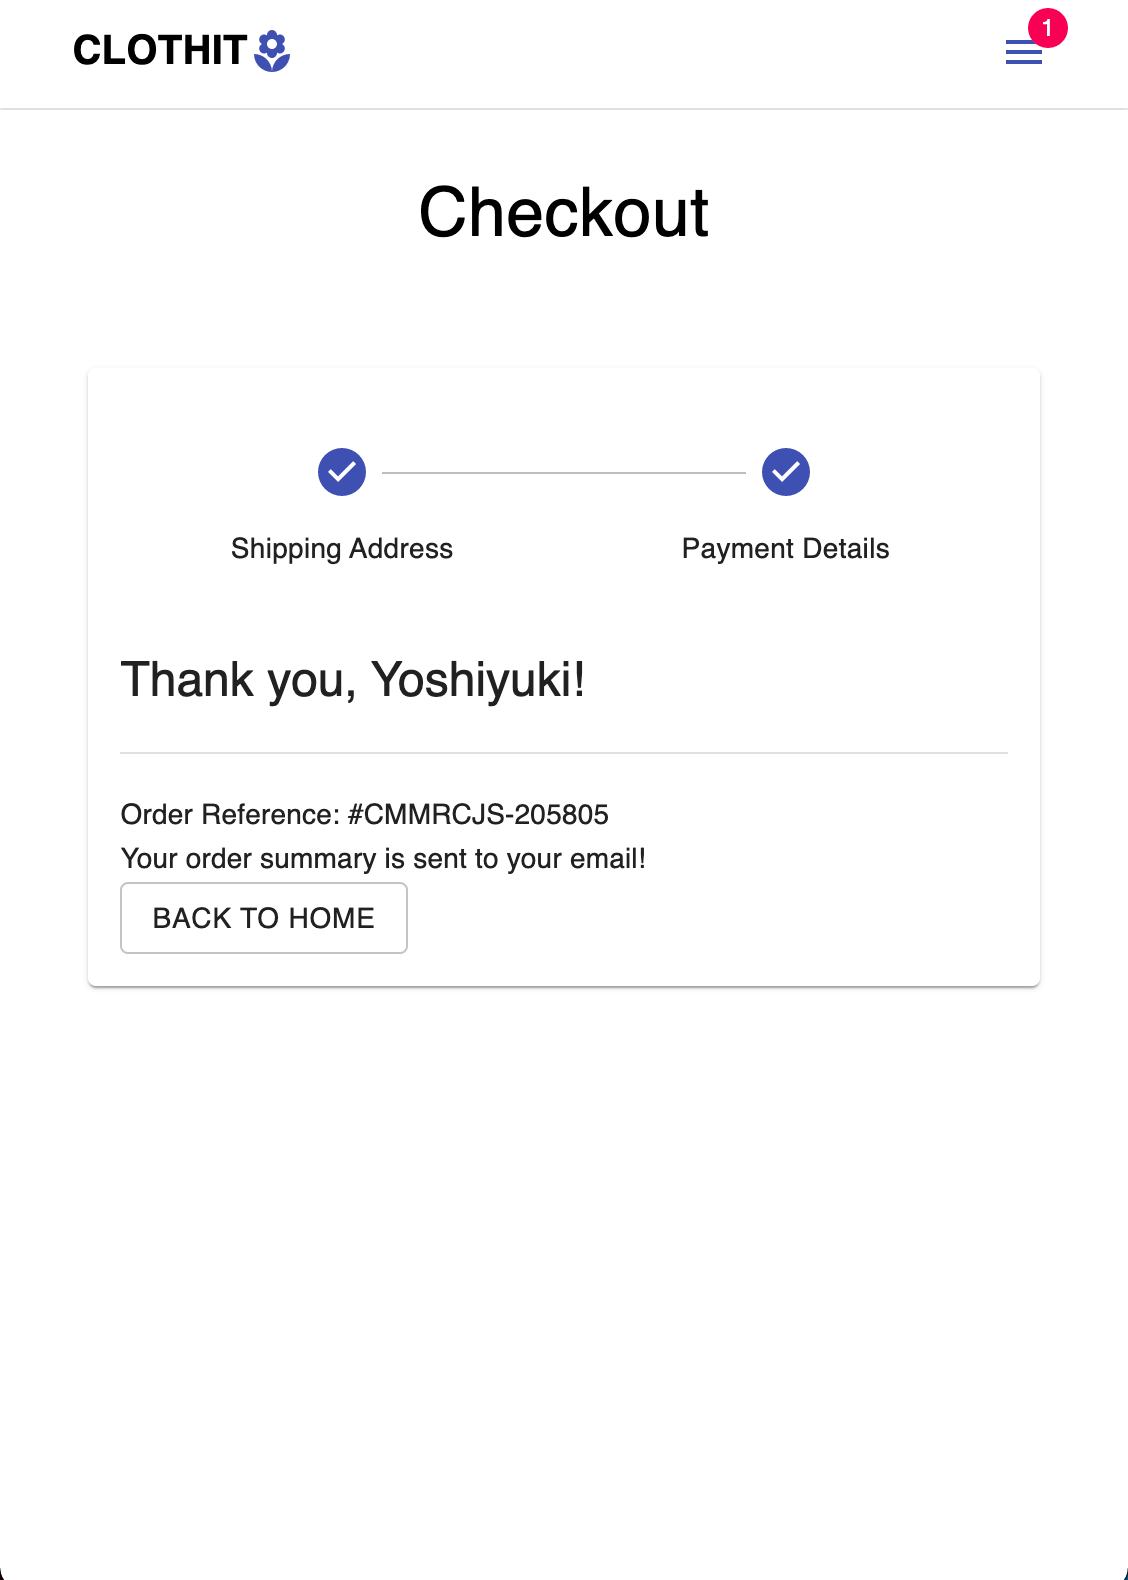 CLOTHIT
1
Checkout
Shipping Address
Payment Details
Thank you, Yoshiyuki!
Order Reference: #CMMRCJS-205805
Your order summary is sent to your email!
BACK TO HOME